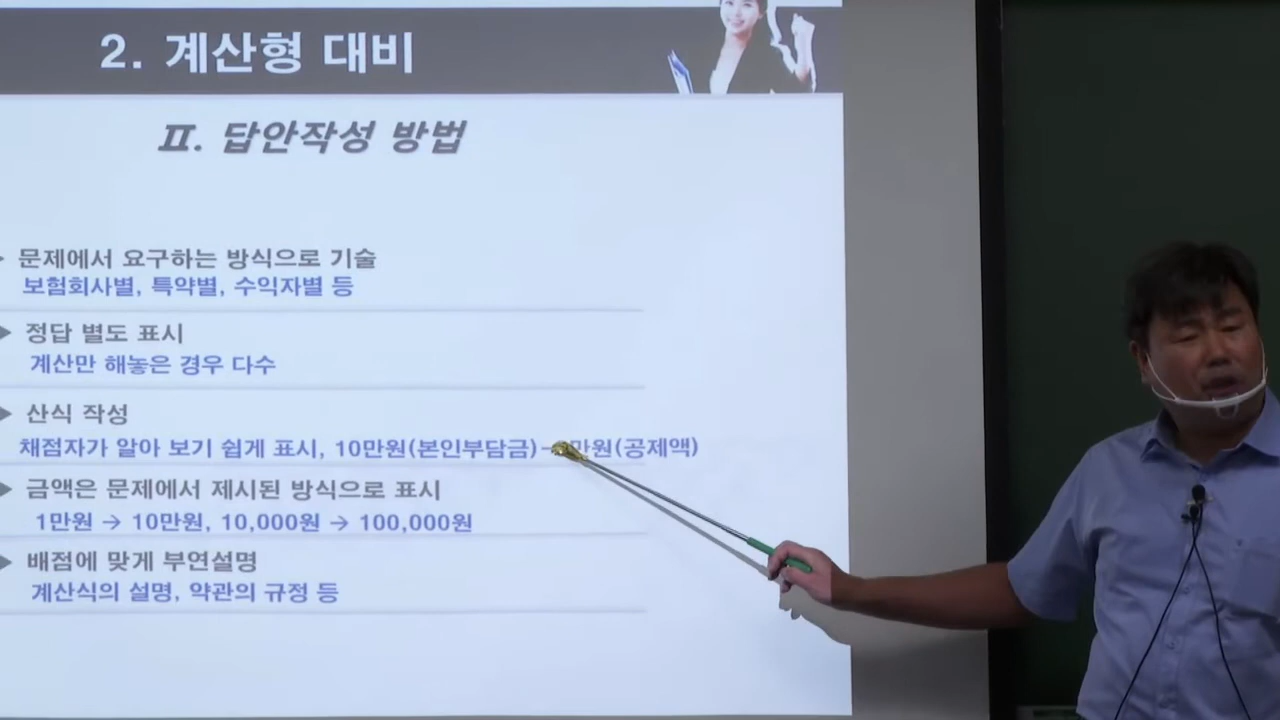 2. 계산형 대비
Ⅱ. 답안작성 방법
문제에서 요구하는 방식으로 기술
보험회사별, 특약별, 수익자별 등
정답 별도 표시
계산만 해놓은 경우 다수
산식 작성
채점자가 알아 보기 쉽게 표시, 10만원(본인부담금)- 만원(공제액)
금액은 문제에서 제시된 방식으로 표시
1만원 → 10만원, 10,000원 → 100,000원
배점에 맞게 부연설명
계산식의 설명, 약관의 규정 등